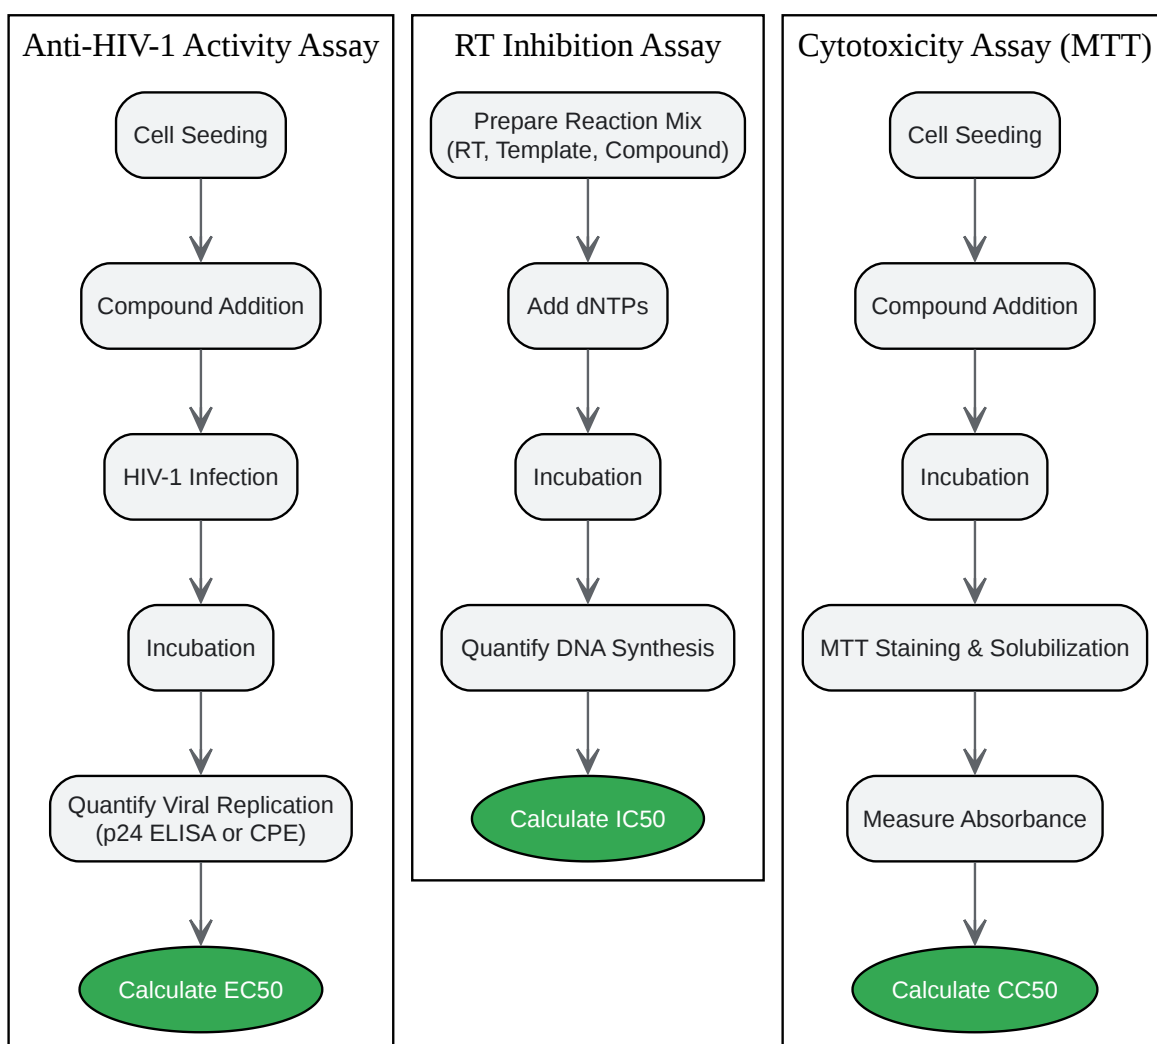 Anti-HIV-1 Activity Assay
Cell Seeding
Compound Addition
HIV-1 Infection
Incubation
Quantify Viral Replication
(p24 ELISA or CPE)
Calculate EC50
RT Inhibition Assay
Prepare Reaction Mix
(RT, Template, Compound)
Add dNTPs
Incubation
Quantify DNA Synthesis
Calculate IC50
Cytotoxicity Assay (MTT)
Cell Seeding
Compound Addition
Incubation
MTT Staining & Solubilization
Measure Absorbance
Calculate CC50